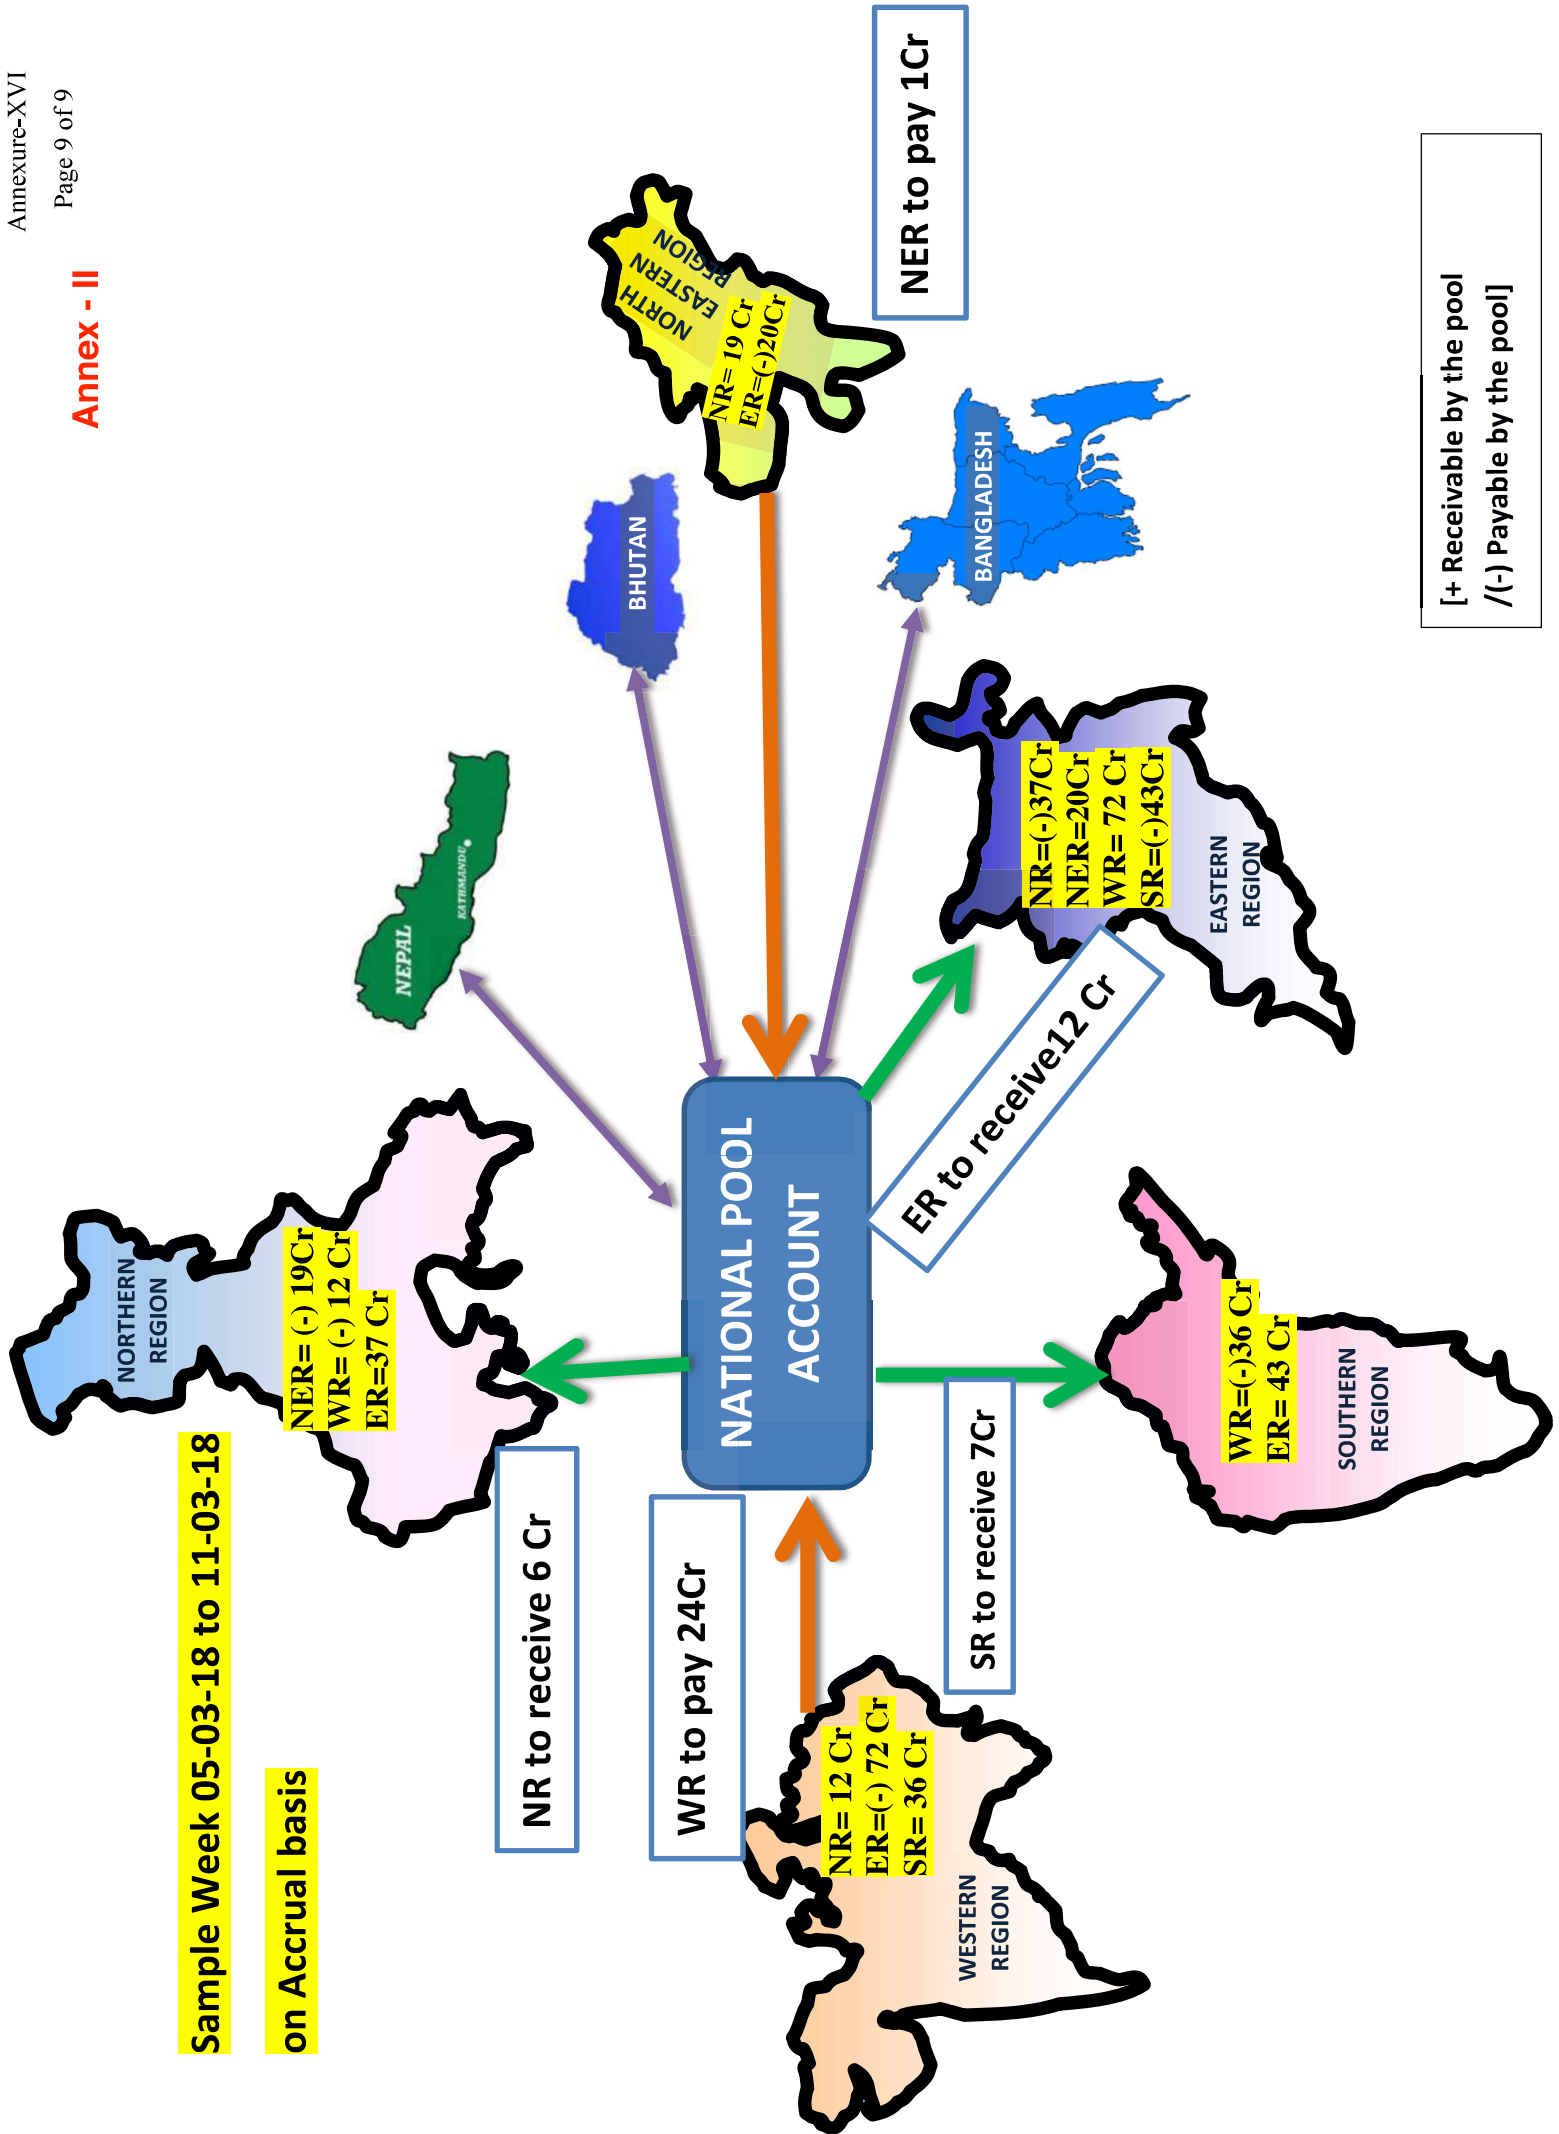 Annexure-XVI
Page 9 of 9
Annex - II
Sample Week 05-03-18 to 11-03-18
on Accrual basis
NORTHERN
REGION
NER= (-) 19Cr
WR= (-) 12 Cr
ER=37 Cr
NEPAL
KATHMANDU
BHUTAN
NORTH
EASTERN
REGION
NR= 19 Cr
ER=(-)20Cr
NR to receive 6 Cr
WR to pay 24Cr
NATIONAL POOL
ACCOUNT
NER to pay 1Cr
BANGLADESH
NR= 12 Cr
ER=(-) 72 Cr
SR= 36 Cr
WESTERN
REGION
SR to receive 7Cr
ER to receive12 Cr
NR=(-)37Cr
NER=20Cr
WR= 72 Cr
SR=(-)43Cr
EASTERN
REGION
WR=(-)36 Cr
ER= 43 Cr
SOUTHERN
REGION
[+ Receivable by the pool
/(-) Payable by the pool]